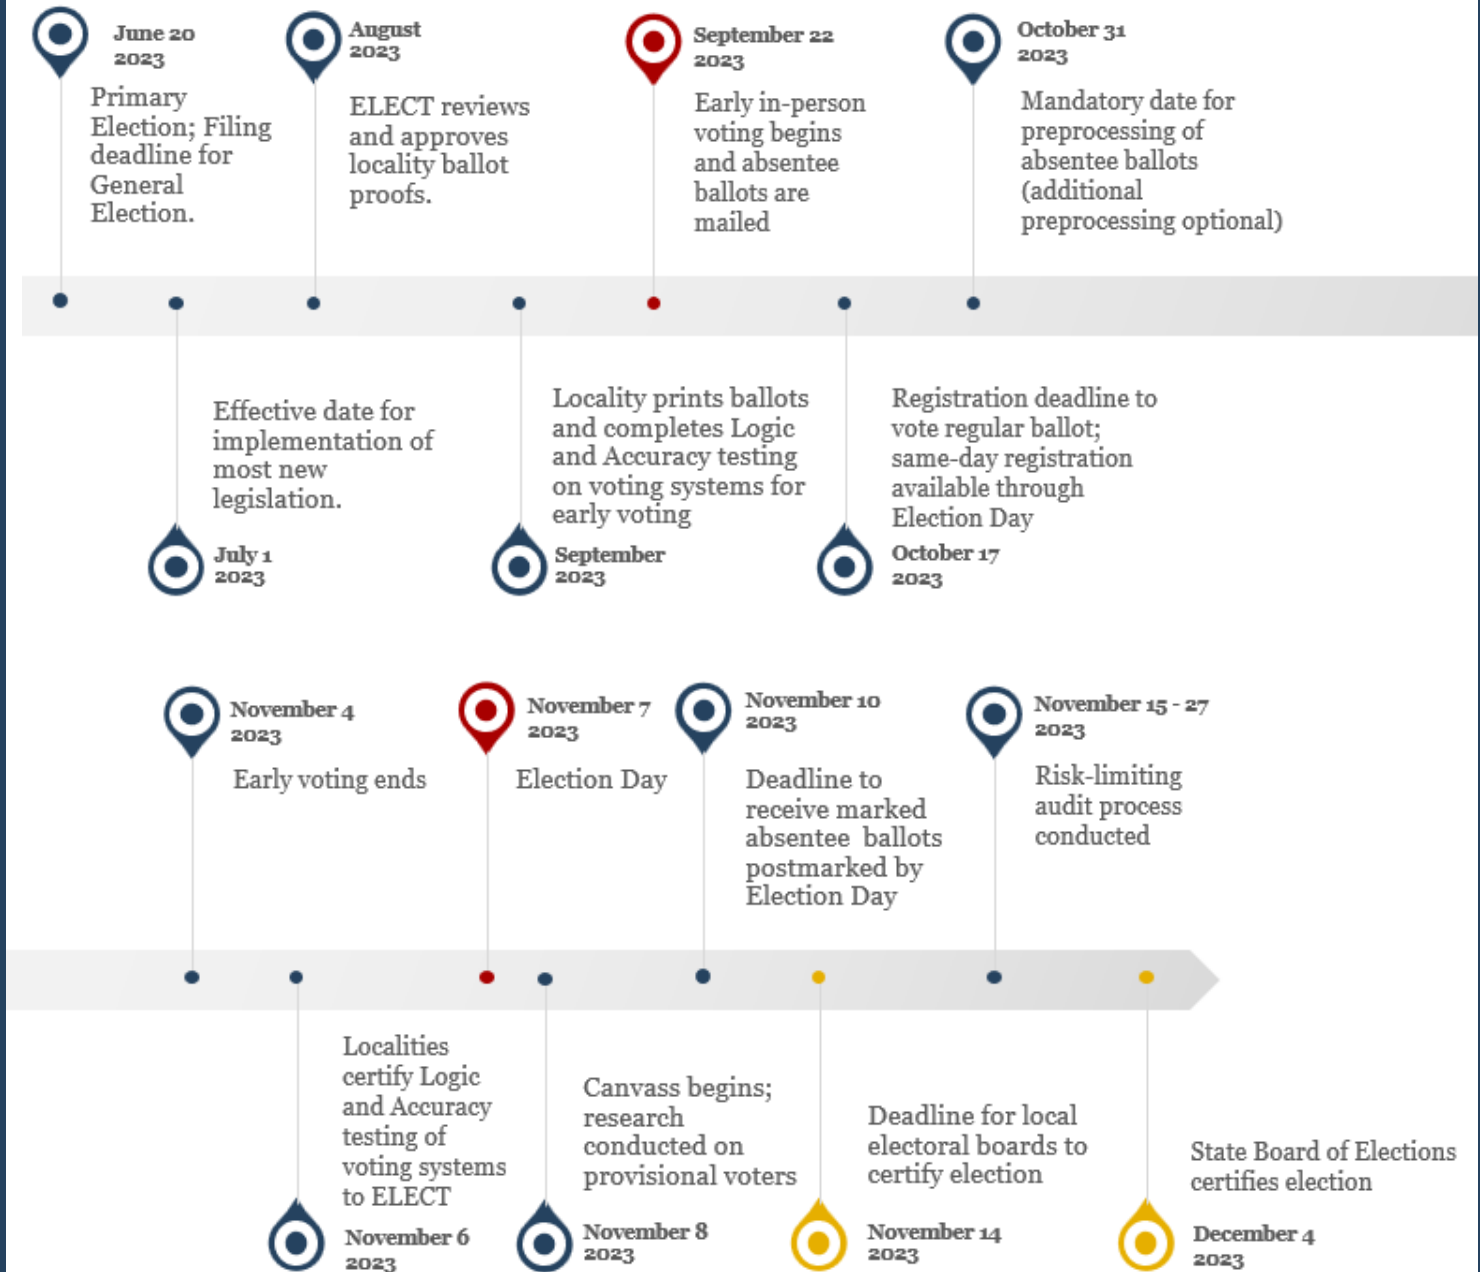 June 20
2023
Primary
Election; Filing
deadline for
General
Election.
August
2023
ELECT reviews
and approves
locality ballot
proofs.
September 22
2023
Early in-person
voting begins
and absentee
ballots are
mailed
October 31
2023
Mandatory date for
preprocessing of
absentee ballots
(additional
preprocessing optional)
Effective date for
implementation of
most new
legislation.
July 1
2023
Locality prints ballots
and completes Logic
and Accuracy testing
on voting systems for
early voting
September
2023
Registration deadline to
vote regular ballot;
same-day registration
available through
Election Day
October 17
2023
November 4
2023
Early voting ends
November 7
2023
Election Day
November 10
2023
Deadline to
receive marked
absentee  ballots
postmarked by
Election Day
November 15 - 27
2023
Risk-limiting
audit process
conducted
Localities
certify Logic
and Accuracy
testing of
voting systems
to ELECT
November 6
2023
Canvass begins;
research
conducted on
provisional voters
November 8
2023
Deadline for local
electoral boards to
certify election
November 14
2023
State Board of Elections
certifies election
December 4
2023